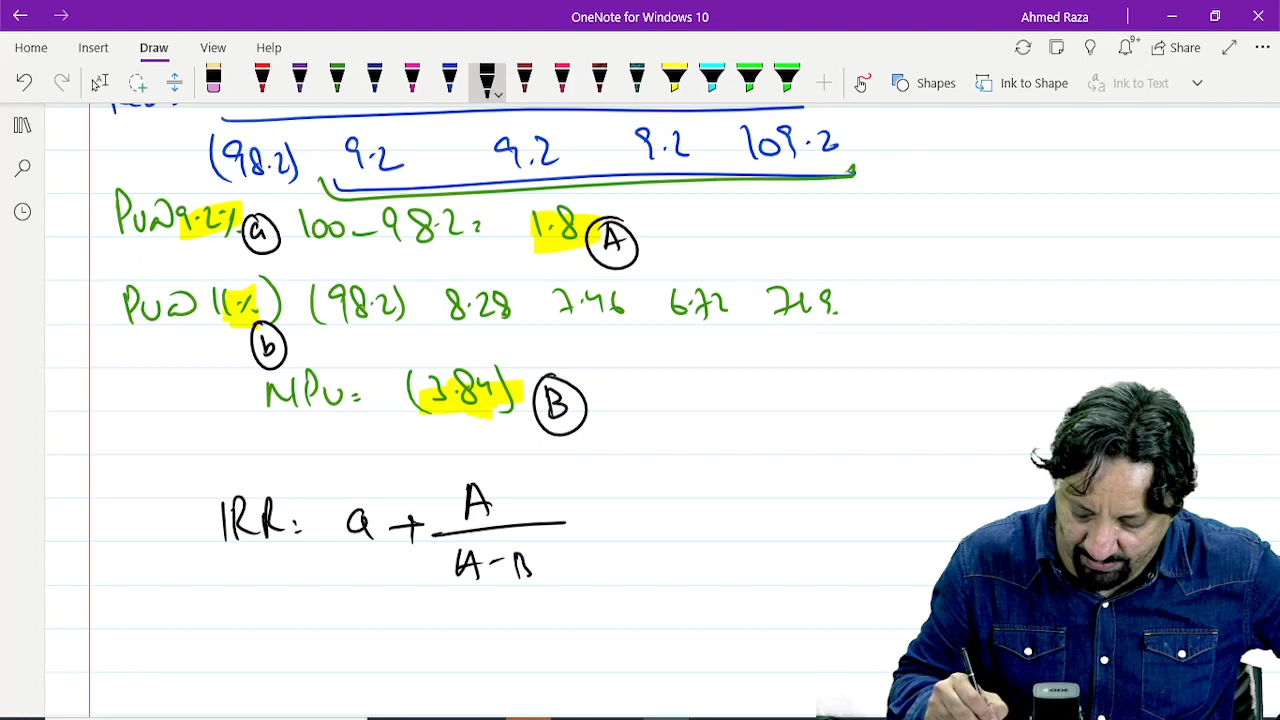 OneNote for Windows 10
Ahmed Raza
Home Insert Draw View Help
9+ Share
Shapes Ink to Shape Ink to Text
(98.2) 9.2 9.2 9.2 109.2
PV@ 9.2% a 100-98.2= 1.8 A
PV@ 11%) (98.2) 8.28 7.46 6.72
b
NPV= (3.84) B
IRR: a + A
A-B